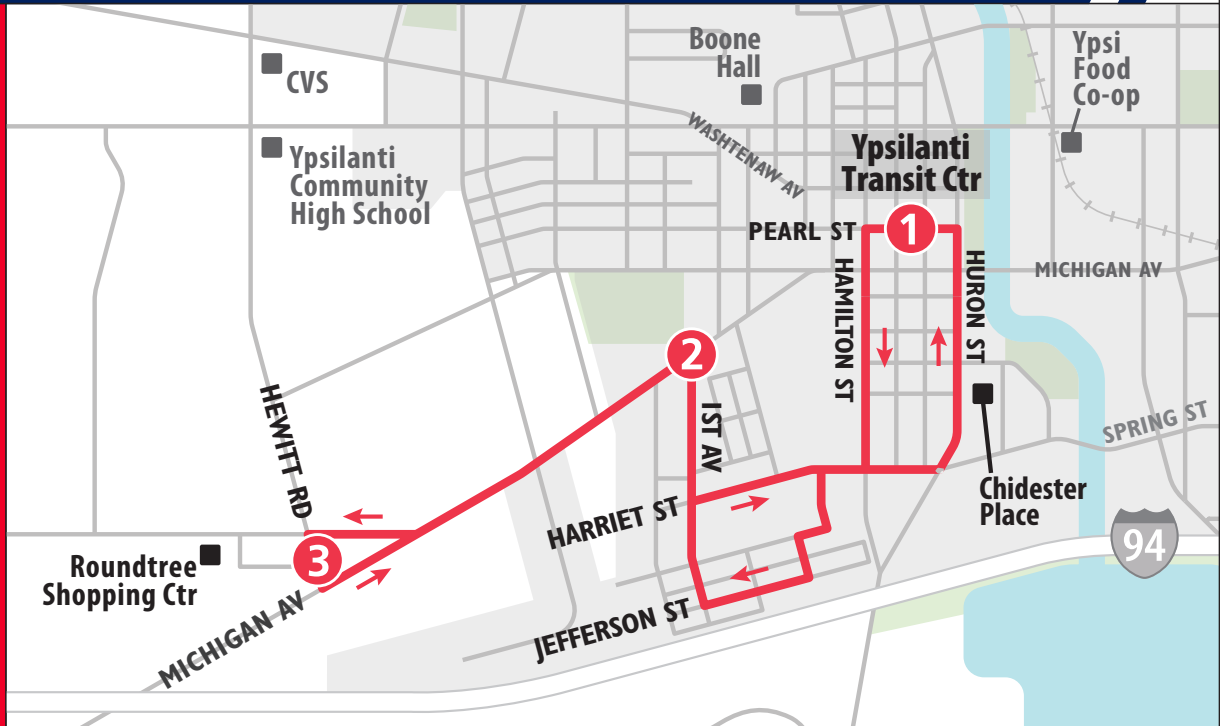 Boone
Hall
Ypsi
Food
Co-op
CVS
WASHTENAW AV
Ypsilanti
Transit Ctr
Ypsilanti
Community
High School
PEARL ST
1
HAMILTON ST
HURON ST
MICHIGAN AV
2
1ST AV
HEWITT RD
SPRING ST
Chidester
Place
HARRIET ST
94
3
Roundtree
Shopping Ctr
MICHIGAN AV
JEFFERSON ST